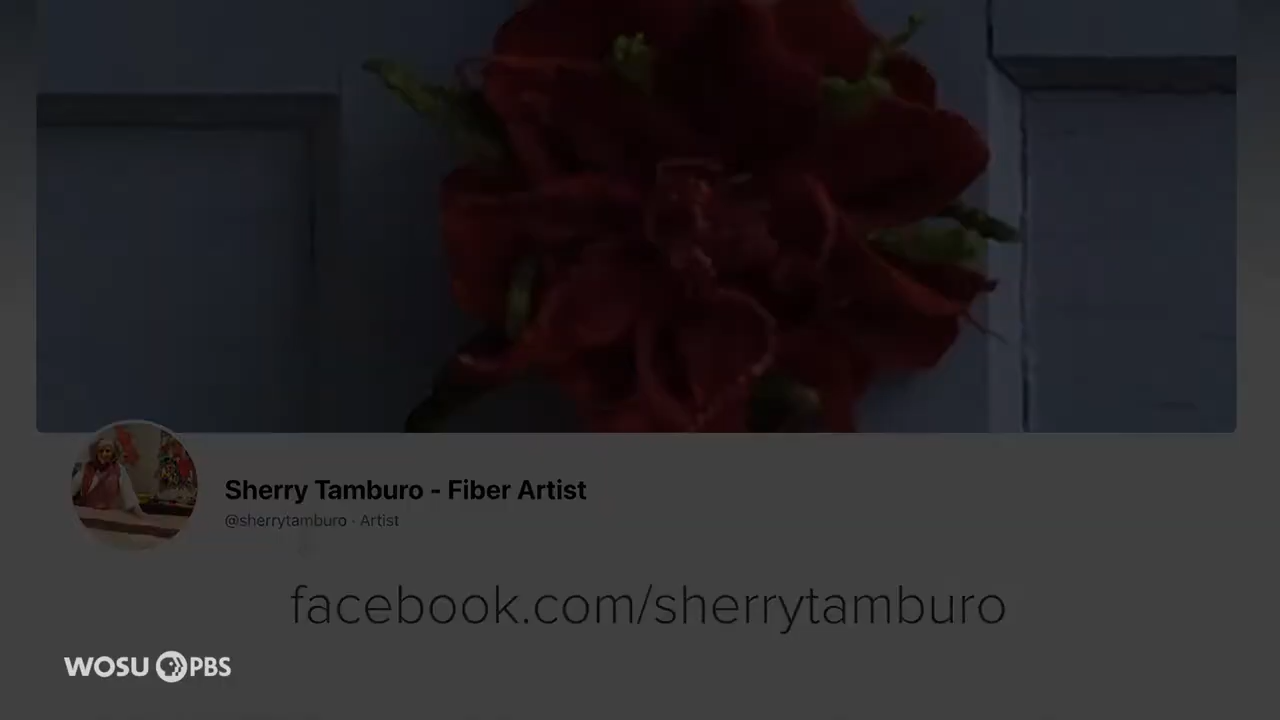 Sherry Tamburo - Fiber Artist
@sherrytamburo · Artist
facebook.com/sherrytamburo
WOSU PBS